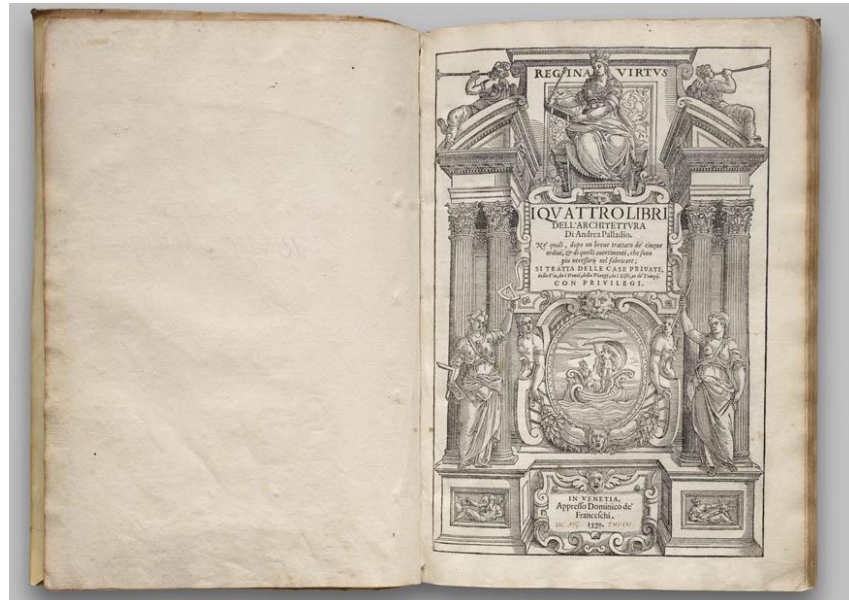 REGINA VIRTVS
I QVATTRO LIBRI
DELL'ARCHITETTVRA
Di Andrea Palladio.
Ne' quali, dopo un breue trattato de' cinque
ordini, & di quelli auertimenti, che sono
piu necessarij nel fabricare;
SI TRATTA DELLE CASE PRIVATE,
delle Vie, de i Ponti, delle Piazze, de i Xisti, et de' Tempij.
CON PRIVILEGI.
IN VENETIA,
Appresso Dominico de'
Franceschi.
1570.